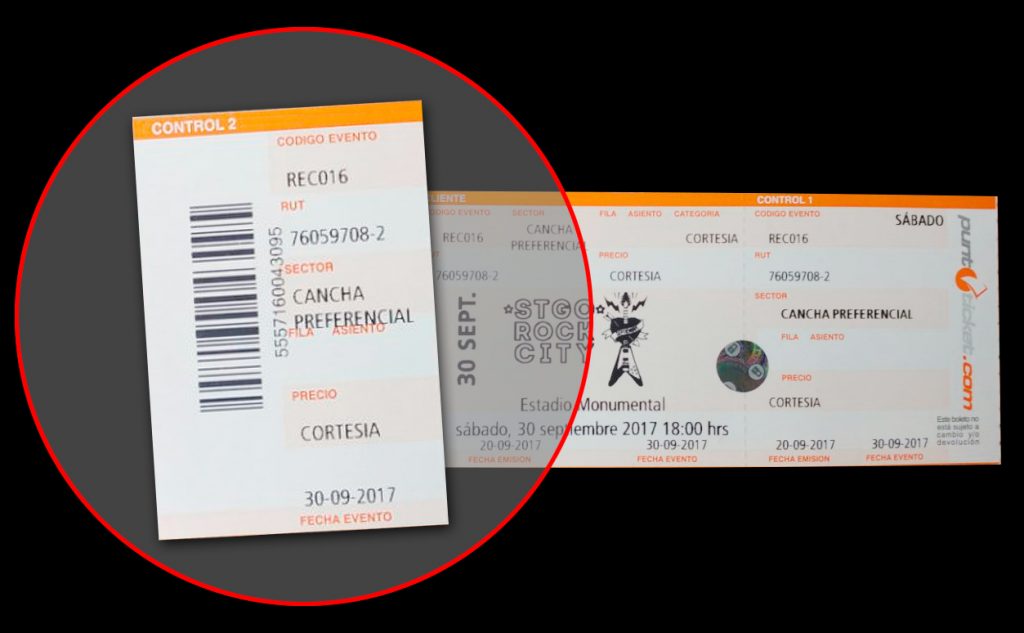 CONTROL 2
CODIGO EVENTO
REC016
RUT
76059708-2
5557160043095
SECTOR
CANCHA
PREFERENCIAL
FILA ASIENTO
PRECIO
CORTESIA
30-09-2017
FECHA EVENTO
CLIENTE
CODIGO EVENTO SECTOR
REC016
CANCHA
PREFERENCIAL
RUT
76059708-2
30 SEPT.
STGO
ROCK
CITY
FILA ASIENTO CATEGORIA
CORTESIA
PRECIO
CORTESIA
Estadio Monumental
sábado, 30 septiembre 2017 18:00 hrs
20-09-2017 30-09-2017
FECHA EMISION FECHA EVENTO
CONTROL 1
CODIGO EVENTO
SÁBADO
REC016
RUT
76059708-2
SECTOR
CANCHA PREFERENCIAL
FILA ASIENTO
PRECIO
CORTESIA
20-09-2017 30-09-2017
FECHA EMISION FECHA EVENTO
puntoticket.com
Este boleto no
está sujeto a
cambio y/o
devolución